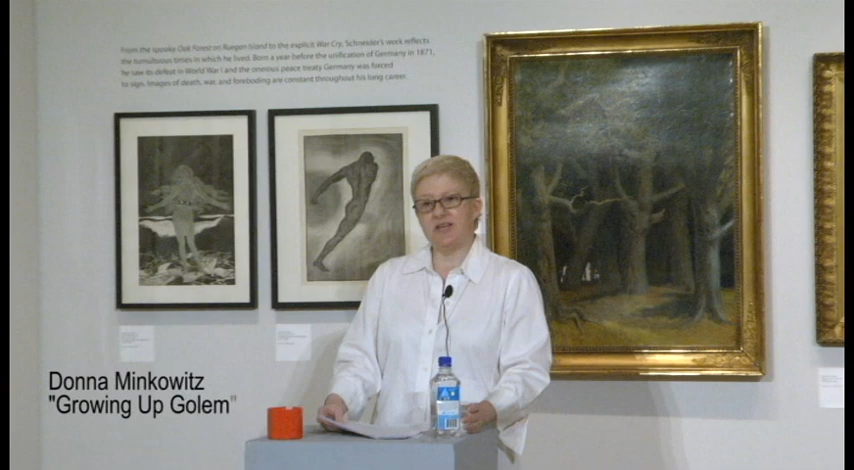 From the spooky Oak Forest on Ruegen Island to the explicit War Cry, Schneider's work reflects
the tumultuous times in which he lived. Born a year before the unification of Germany in 1871,
he saw its defeat in World War I and the onerous peace treaty Germany was forced
to sign. Images of death, war, and foreboding are constant throughout his long career.
Donna Minkowitz
"Growing Up Golem"